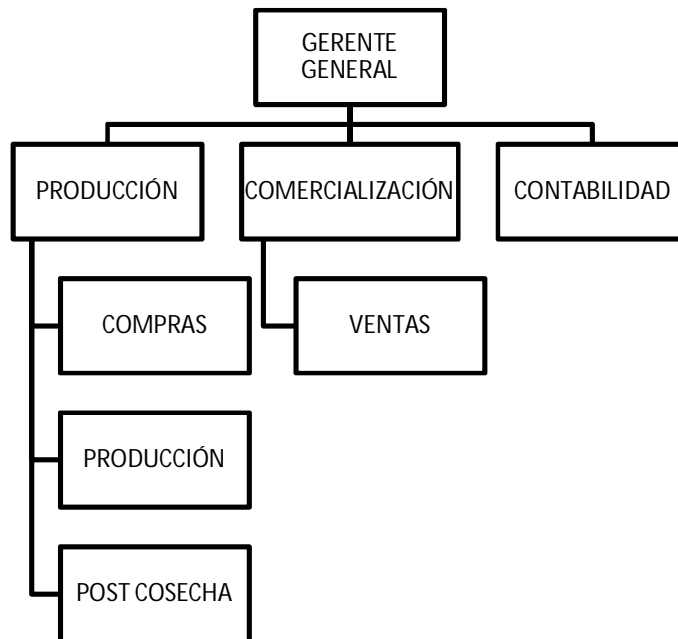 GERENTE
GENERAL
PRODUCCIÓN
COMERCIALIZACIÓN
CONTABILIDAD
COMPRAS
VENTAS
PRODUCCIÓN
POST COSECHA